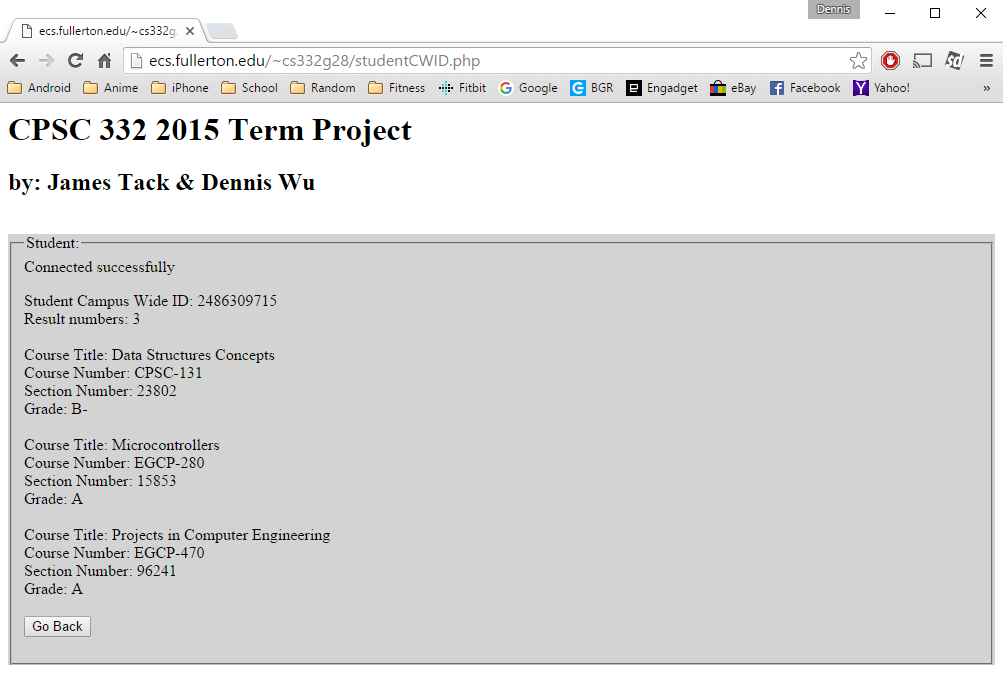 Dennis
ecs.fullerton.edu/~cs332g
ecs.fullerton.edu/~cs332g28/studentCWID.php
Android Anime iPhone School Random Fitness Fitbit Google BGR Engadget eBay Facebook Yahoo! »
CPSC 332 2015 Term Project
by: James Tack & Dennis Wu
Student:
Connected successfully
Student Campus Wide ID: 2486309715
Result numbers: 3
Course Title: Data Structures Concepts
Course Number: CPSC-131
Section Number: 23802
Grade: B-
Course Title: Microcontrollers
Course Number: EGCP-280
Section Number: 15853
Grade: A
Course Title: Projects in Computer Engineering
Course Number: EGCP-470
Section Number: 96241
Grade: A
Go Back